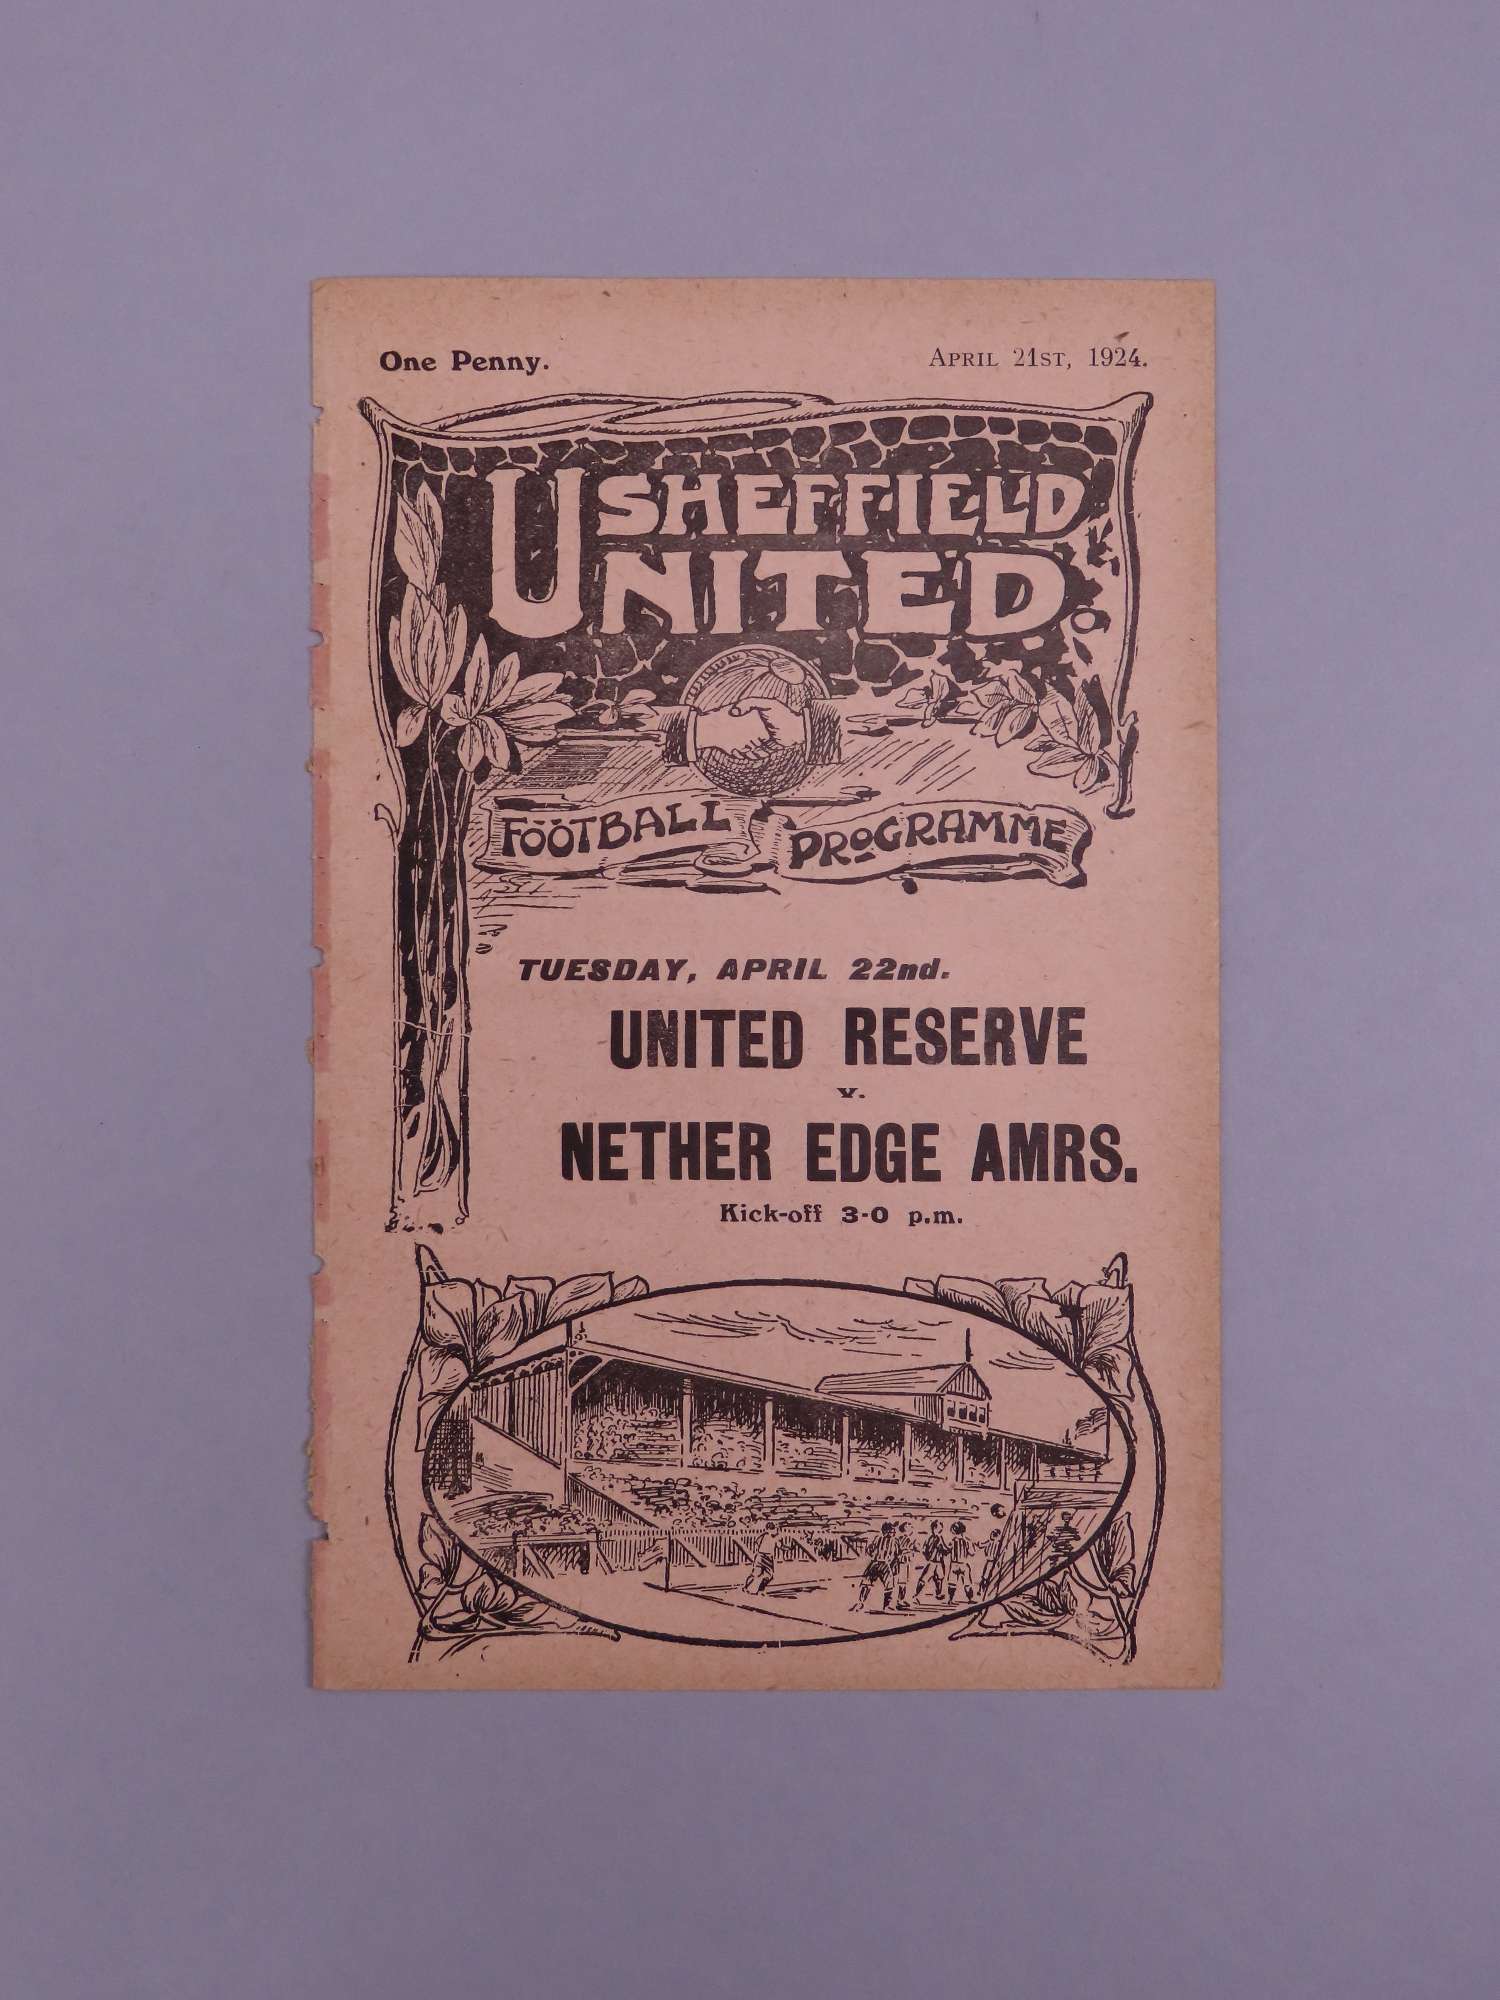 One Penny. APRIL 21ST, 1924.
SHEFFIELD
UNITED
FÖÖTBALL PROGRAMME
TUESDAY, APRIL 22nd.
UNITED RESERVE
v.
NETHER EDGE AMRS.
Kick-off 3-0 p.m.